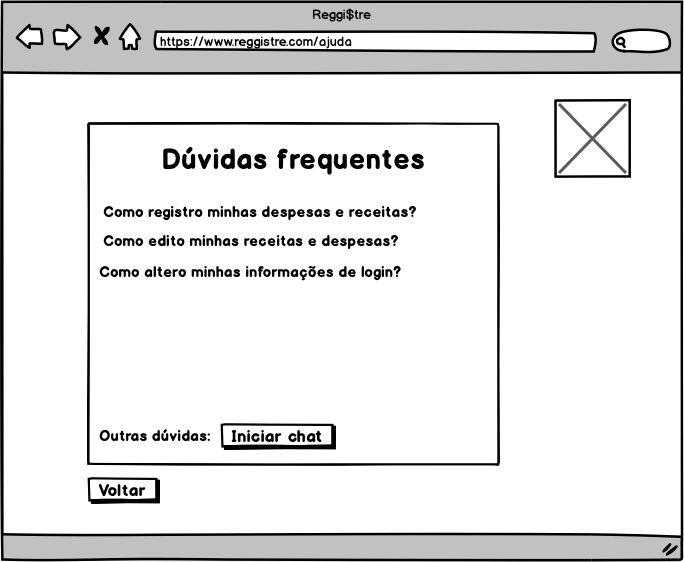 Reggi$tre
https://www.reggistre.com/ajuda
Dúvidas frequentes
Como registro minhas despesas e receitas?
Como edito minhas receitas e despesas?
Como altero minhas informações de login?
Outras dúvidas: Iniciar chat
Voltar